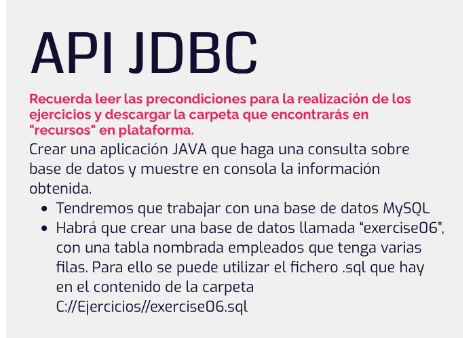 API JDBC
Recuerda leer las precondiciones para la realización de los
ejercicios y descargar la carpeta que encontrarás en
"recursos" en plataforma.
Crear una aplicación JAVA que haga una consulta sobre
base de datos y muestre en consola la información
obtenida.
• Tendremos que trabajar con una base de datos MySQL
• Habrá que crear una base de datos llamada "exercise06",
con una tabla nombrada empleados que tenga varias
filas. Para ello se puede utilizar el fichero .sql que hay
en el contenido de la carpeta
C://Ejercicios//exercise06.sql